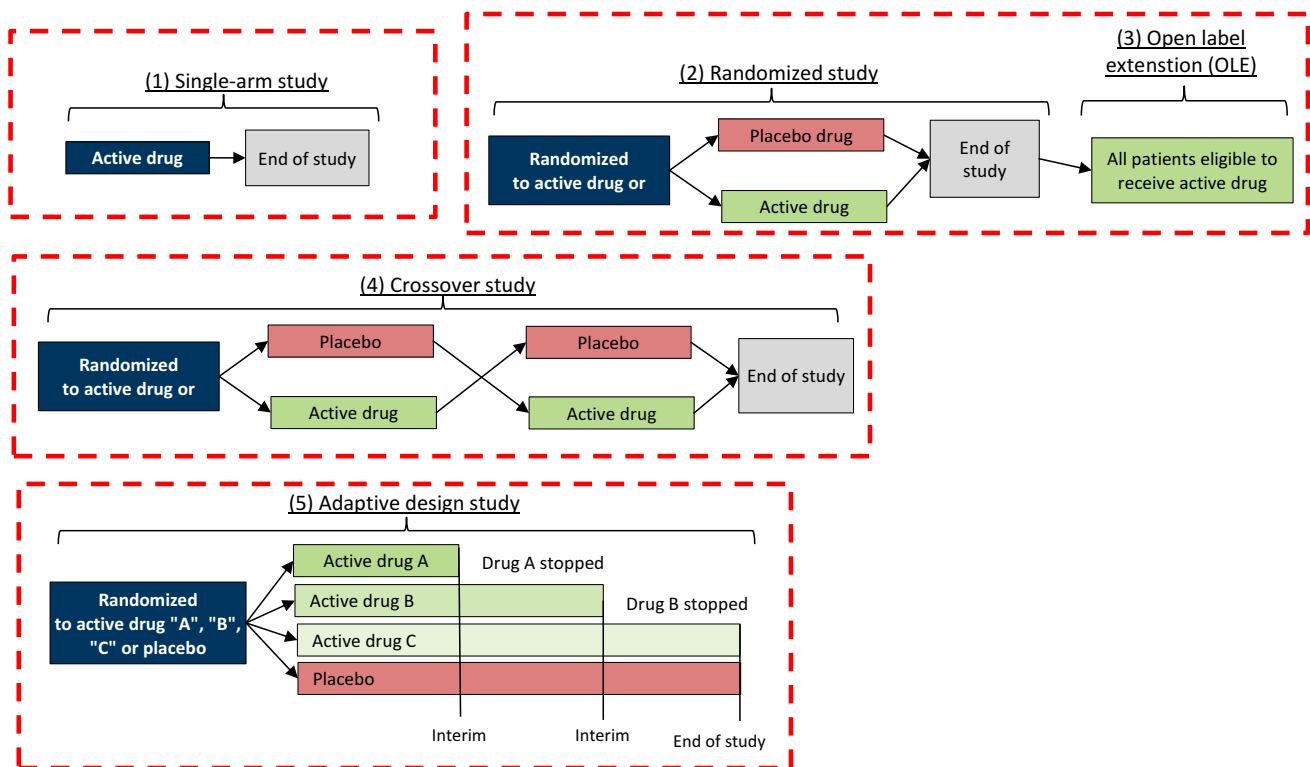 (1) Single-arm study
Active drug
End of study
(2) Randomized study
Randomized
to active drug or
Placebo drug
Active drug
End of
study
(3) Open label
extenstion (OLE)
All patients eligible to
receive active drug
(4) Crossover study
Randomized
to active drug or
Placebo
Active drug
Placebo
Active drug
End of study
(5) Adaptive design study
Randomized
to active drug "A", "B",
"C" or placebo
Active drug A
Drug A stopped
Active drug B
Drug B stopped
Active drug C
Placebo
Interim
Interim
End of study